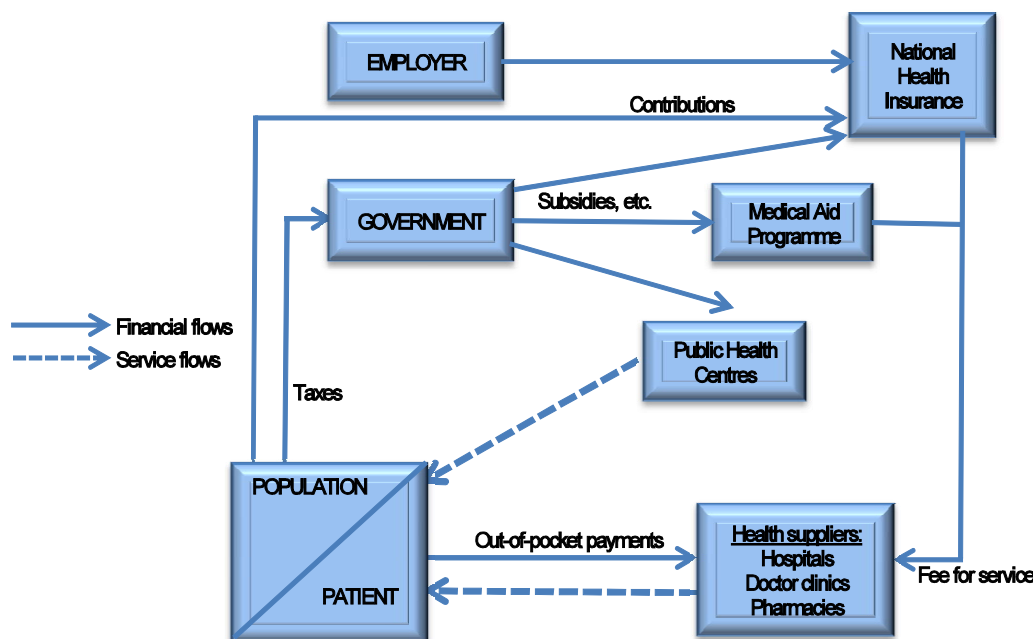 EMPLOYER
National
Health
Insurance
Contributions
GOVERNMENT
Subsidies, etc.
Medical Aid
Programme
Financial flows
Service flows
Public Health
Centres
Taxes
POPULATION
PATIENT
Out-of-pocket payments
Health suppliers:
Hospitals
Doctor clinics
Pharmacies
Fee for service